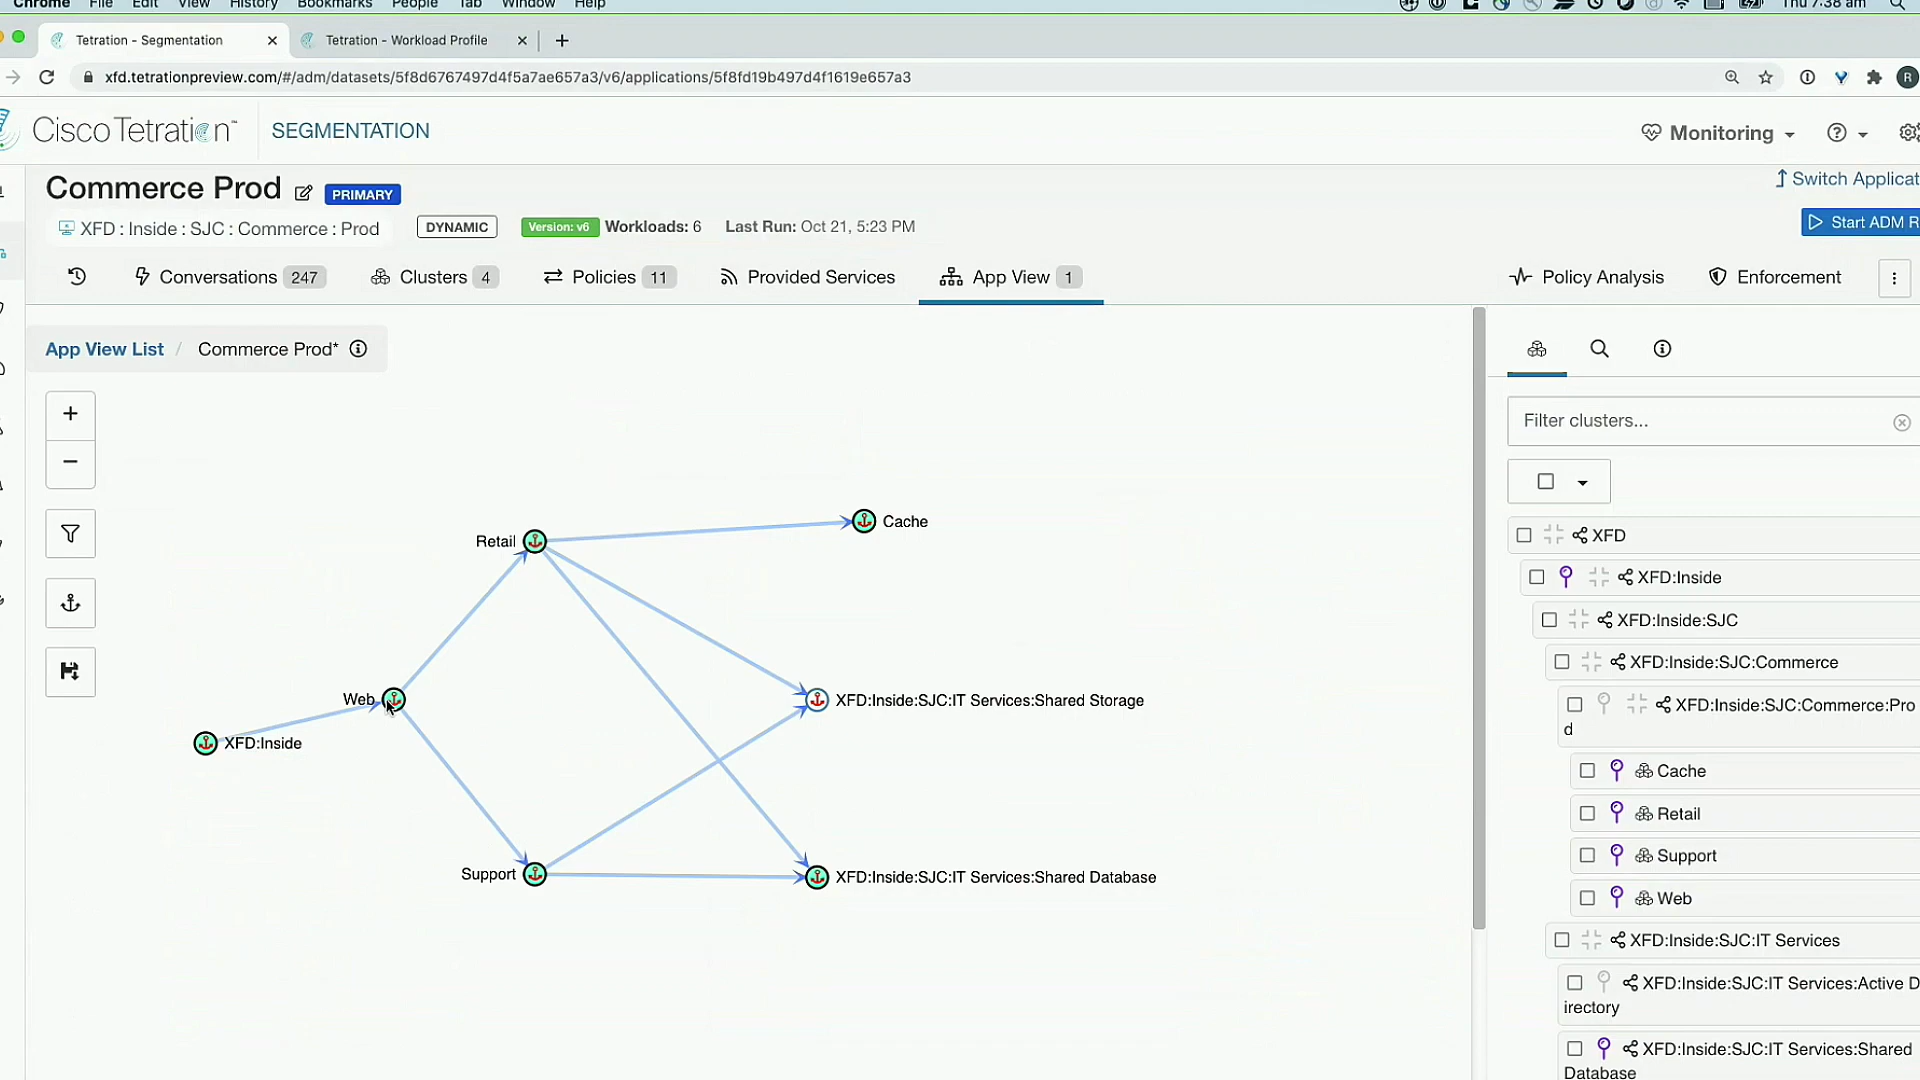 Chrome File Edit View History Bookmarks People Tab Window Help Thu 7:38 am
Tetration - Segmentation Tetration - Workload Profile
xfd.tetrationpreview.com/#/adm/datasets/5f8d6767497d4f5a7ae657a3/v6/applications/5f8fd19b497d4f1619e657a3 R
Cisco Tetration™ SEGMENTATION Monitoring
Commerce Prod PRIMARY Switch Applicat
XFD : Inside : SJC : Commerce : Prod DYNAMIC Version: v6 Workloads: 6 Last Run: Oct 21, 5:23 PM Start ADM R
Conversations 247 Clusters 4 Policies 11 Provided Services App View 1 Policy Analysis Enforcement
App View List / Commerce Prod*
Retail
Cache
Web
XFD:Inside
XFD:Inside:SJC:IT Services:Shared Storage
Support
XFD:Inside:SJC:IT Services:Shared Database
Filter clusters...
XFD
XFD:Inside
XFD:Inside:SJC
XFD:Inside:SJC:Commerce
XFD:Inside:SJC:Commerce:Pro
d
Cache
Retail
Support
Web
XFD:Inside:SJC:IT Services
XFD:Inside:SJC:IT Services:Active D
irectory
XFD:Inside:SJC:IT Services:Shared
Database